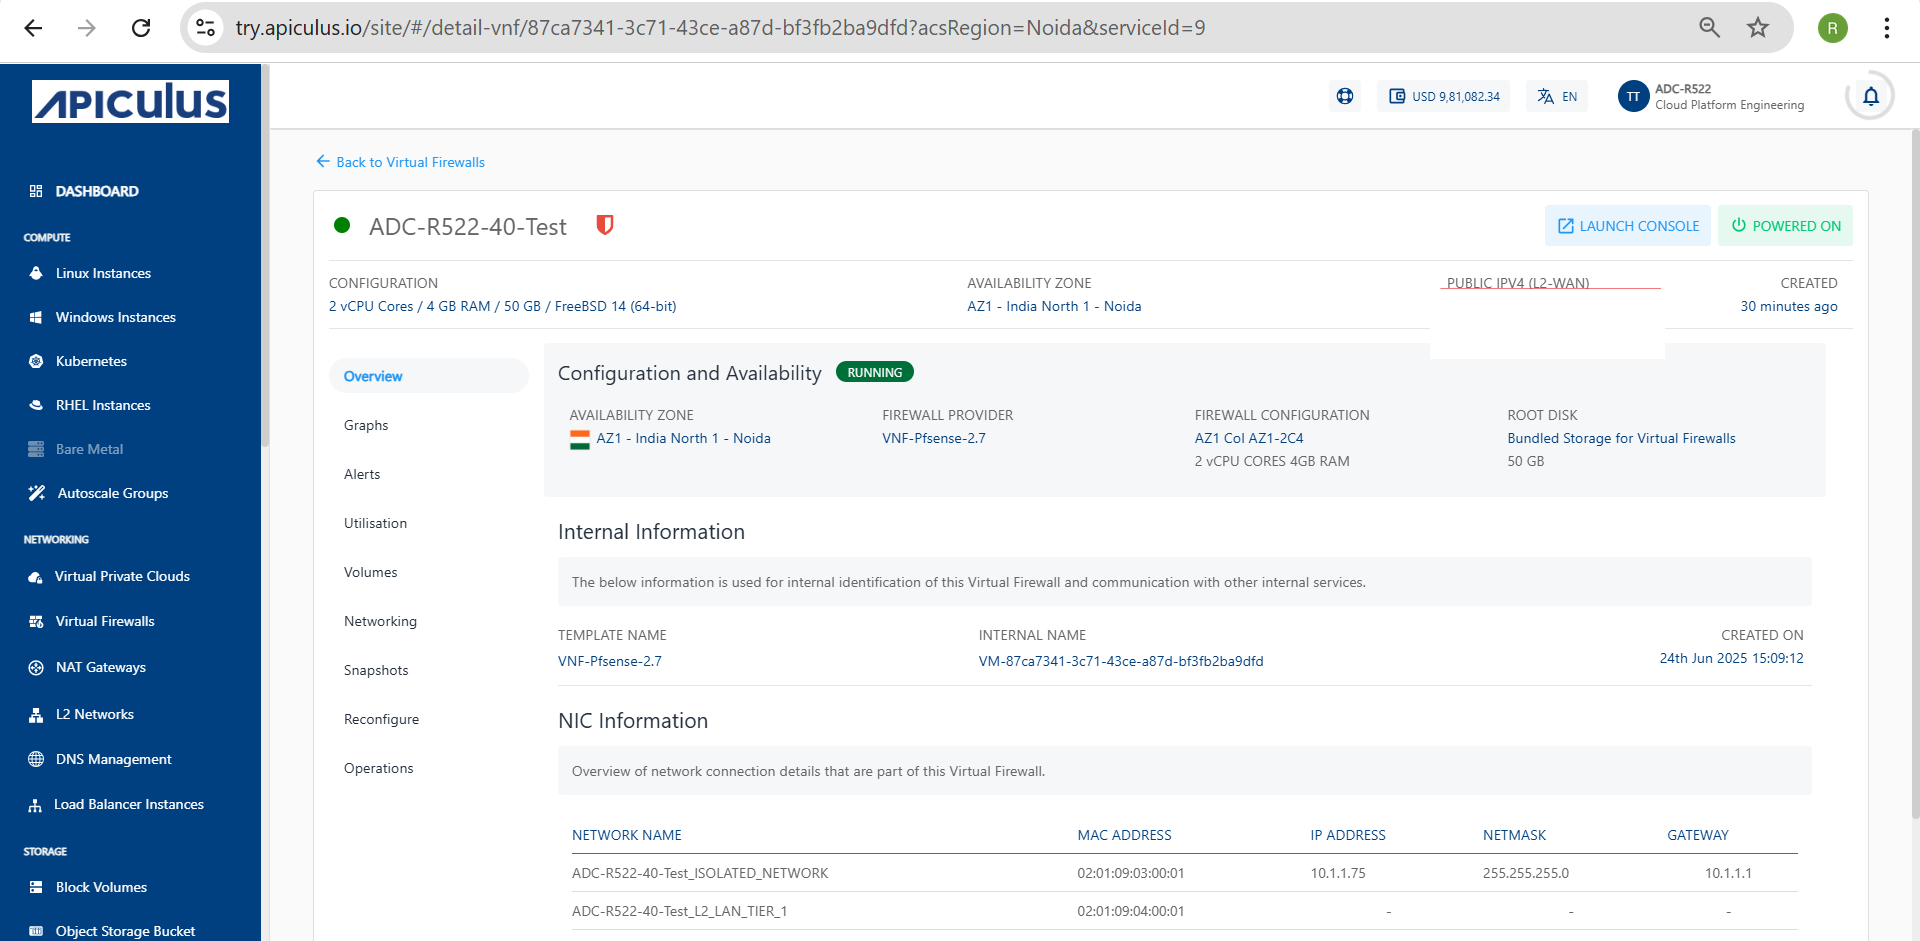 try.apiculus.io/site/#/detail-vnf/87ca7341-3c71-43ce-a87d-bf3fb2ba9dfd?acsRegion=Noida&serviceId=9
R
APICULUS
USD 9,81,082.34
EN
TT
ADC-R522
Cloud Platform Engineering
Back to Virtual Firewalls
DASHBOARD
COMPUTE
Linux Instances
Windows Instances
Kubernetes
RHEL Instances
Bare Metal
Autoscale Groups
NETWORKING
Virtual Private Clouds
Virtual Firewalls
NAT Gateways
L2 Networks
DNS Management
Load Balancer Instances
STORAGE
Block Volumes
Object Storage Bucket
ADC-R522-40-Test
LAUNCH CONSOLE
POWERED ON
CONFIGURATION
2 vCPU Cores / 4 GB RAM / 50 GB / FreeBSD 14 (64-bit)
AVAILABILITY ZONE
AZ1 - India North 1 - Noida
PUBLIC IPV4 (L2-WAN)
CREATED
30 minutes ago
Overview
Graphs
Alerts
Utilisation
Volumes
Networking
Snapshots
Reconfigure
Operations
Configuration and Availability
RUNNING
AVAILABILITY ZONE
AZ1 - India North 1 - Noida
FIREWALL PROVIDER
VNF-Pfsense-2.7
FIREWALL CONFIGURATION
AZ1 Col AZ1-2C4
2 vCPU CORES 4GB RAM
ROOT DISK
Bundled Storage for Virtual Firewalls
50 GB
Internal Information
The below information is used for internal identification of this Virtual Firewall and communication with other internal services.
TEMPLATE NAME
VNF-Pfsense-2.7
INTERNAL NAME
VM-87ca7341-3c71-43ce-a87d-bf3fb2ba9dfd
CREATED ON
24th Jun 2025 15:09:12
NIC Information
Overview of network connection details that are part of this Virtual Firewall.
NETWORK NAME MAC ADDRESS IP ADDRESS NETMASK GATEWAY
ADC-R522-40-Test_ISOLATED_NETWORK 02:01:09:03:00:01 10.1.1.75 255.255.255.0 10.1.1.1
ADC-R522-40-Test_L2_LAN_TIER_1 02:01:09:04:00:01 - - -